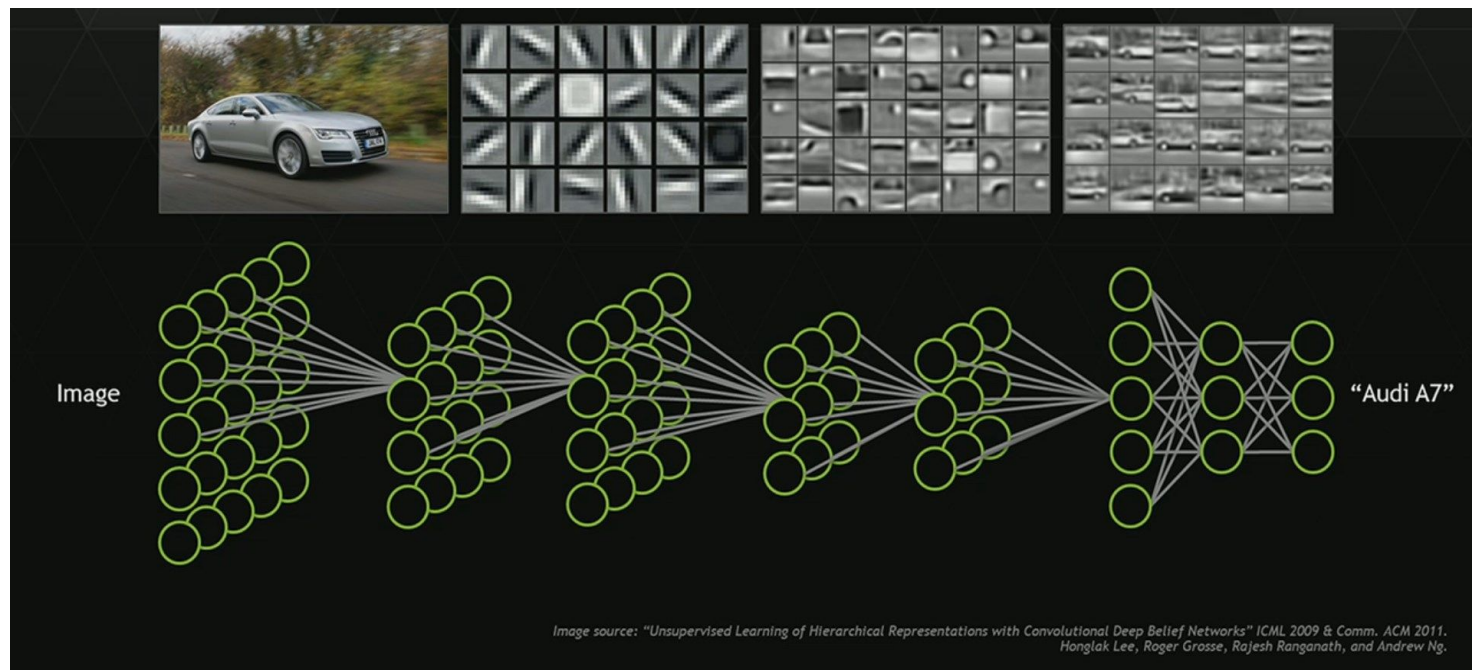 Image
“Audi A7”
Image source: “Unsupervised Learning of Hierarchical Representations with Convolutional Deep Belief Networks” ICML 2009 & Comm. ACM 2011.
Honglak Lee, Roger Grosse, Rajesh Ranganath, and Andrew Ng.